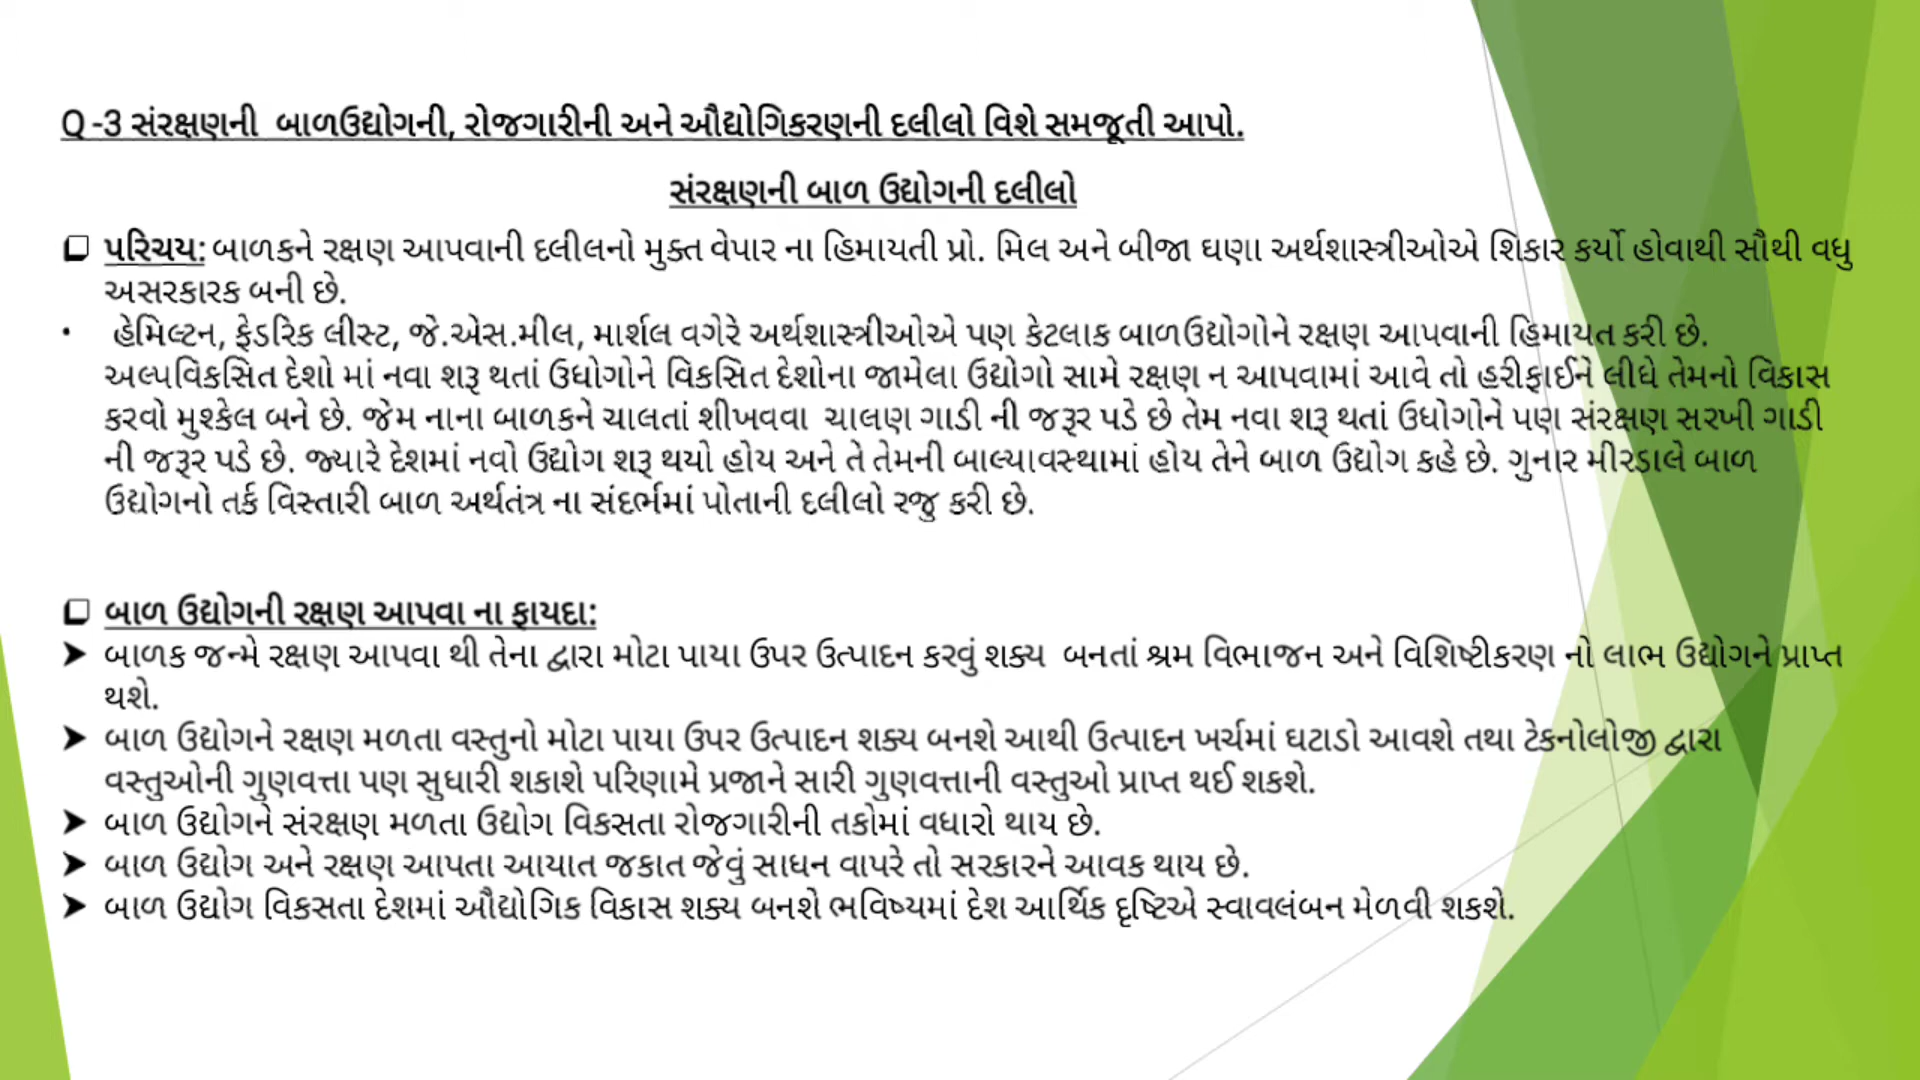 Q -3 સંરક્ષણની બાળઉદ્યોગની, રોજગારીની અને ઔદ્યોગિકરણની દલીલો વિશે સમજૂતી આપો.
સંરક્ષણની બાળ ઉદ્યોગની દલીલો
❑ પરિચય: બાળકને રક્ષણ આપવાની દલીલનો મુક્ત વેપાર ના હિમાયતી પ્રો. મિલ અને બીજા ઘણા અર્થશાસ્ત્રીઓએ શિકાર કર્યો હોવાથી સૌથી વધુ
અસરકારક બની છે.
• હેમિલ્ટન, ફેડરિક લીસ્ટ, જે.એસ.મીલ, માર્શલ વગેરે અર્થશાસ્ત્રીઓએ પણ કેટલાક બાળઉદ્યોગોને રક્ષણ આપવાની હિમાયત કરી છે.
અલ્પવિકસિત દેશો માં નવા શરૂ થતાં ઉધોગોને વિકસિત દેશોના જામેલા ઉદ્યોગો સામે રક્ષણ ન આપવામાં આવે તો હરીફાઈને લીધે તેમનો વિકાસ
કરવો મુશ્કેલ બને છે. જેમ નાના બાળકને ચાલતાં શીખવવા ચાલણ ગાડી ની જરૂર પડે છે તેમ નવા શરૂ થતાં ઉધોગોને પણ સંરક્ષણ સરખી ગાડી
ની જરૂર પડે છે. જ્યારે દેશમાં નવો ઉદ્યોગ શરૂ થયો હોય અને તે તેમની બાલ્યાવસ્થામાં હોય તેને બાળ ઉદ્યોગ કહે છે. ગુનાર મીરડાલે બાળ
ઉદ્યોગનો તર્ક વિસ્તારી બાળ અર્થતંત્ર ના સંદર્ભમાં પોતાની દલીલો રજુ કરી છે.
❑ બાળ ઉદ્યોગની રક્ષણ આપવા ના ફાયદા:
➤ બાળક જન્મે રક્ષણ આપવા થી તેના દ્વારા મોટા પાયા ઉપર ઉત્પાદન કરવું શક્ય બનતાં શ્રમ વિભાજન અને વિશિષ્ટીકરણ નો લાભ ઉદ્યોગને પ્રાપ્ત
થશે.
➤ બાળ ઉદ્યોગને રક્ષણ મળતા વસ્તુનો મોટા પાયા ઉપર ઉત્પાદન શક્ય બનશે આથી ઉત્પાદન ખર્ચમાં ઘટાડો આવશે તથા ટેકનોલોજી દ્વારા
વસ્તુઓની ગુણવત્તા પણ સુધારી શકાશે પરિણામે પ્રજાને સારી ગુણવત્તાની વસ્તુઓ પ્રાપ્ત થઈ શકશે.
➤ બાળ ઉદ્યોગને સંરક્ષણ મળતા ઉદ્યોગ વિકસતા રોજગારીની તકોમાં વધારો થાય છે.
➤ બાળ ઉદ્યોગ અને રક્ષણ આપતા આયાત જકાત જેવું સાધન વાપરે તો સરકારને આવક થાય છે.
➤ બાળ ઉદ્યોગ વિકસતા દેશમાં ઔદ્યોગિક વિકાસ શક્ય બનશે ભવિષ્યમાં દેશ આર્થિક દૃષ્ટિએ સ્વાવલંબન મેળવી શકશે.